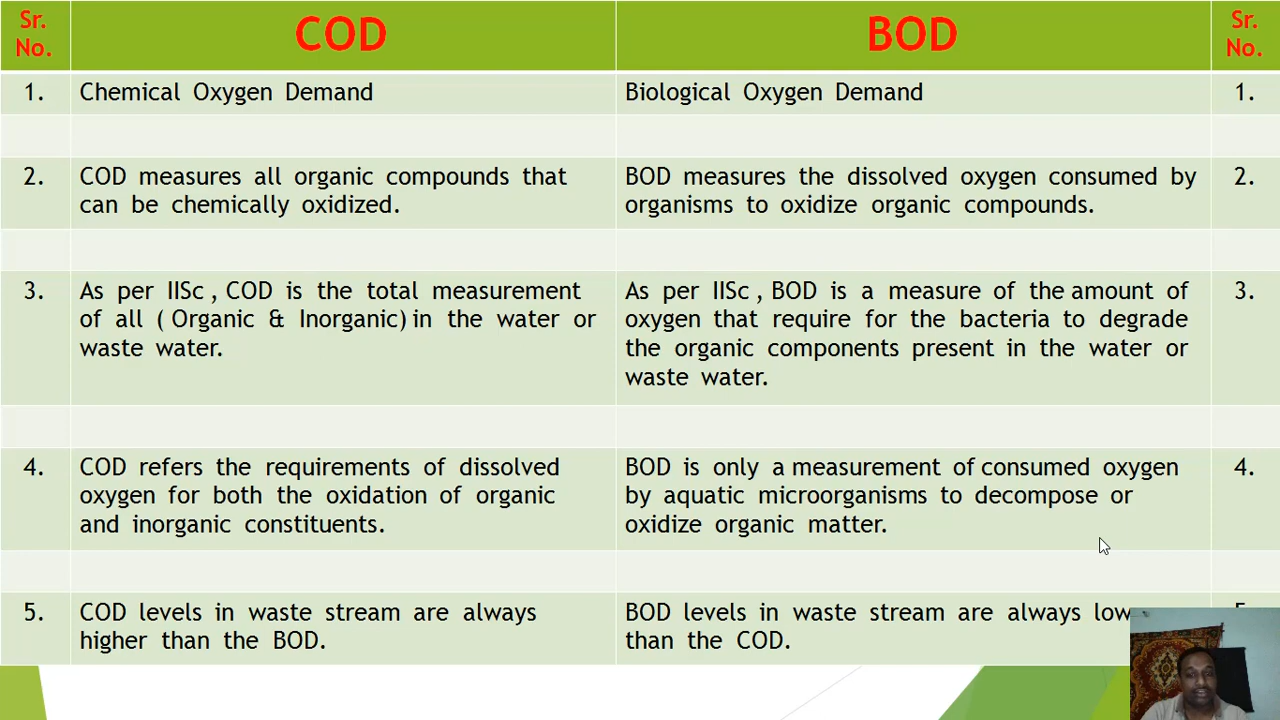 Sr. No.
COD
BOD
Sr. No.
1.
Chemical Oxygen Demand
Biological Oxygen Demand
1.
2.
COD measures all organic compounds that
can be chemically oxidized.
BOD measures the dissolved oxygen consumed by
organisms to oxidize organic compounds.
2.
3.
As per IISc , COD is the total measurement
of all ( Organic & Inorganic) in the water or
waste water.
As per IISc , BOD is a measure of the amount of
oxygen that require for the bacteria to degrade
the organic components present in the water or
waste water.
3.
4.
COD refers the requirements of dissolved
oxygen for both the oxidation of organic
and inorganic constituents.
BOD is only a measurement of consumed oxygen
by aquatic microorganisms to decompose or
oxidize organic matter.
4.
5.
COD levels in waste stream are always
higher than the BOD.
BOD levels in waste stream are always
than the COD.